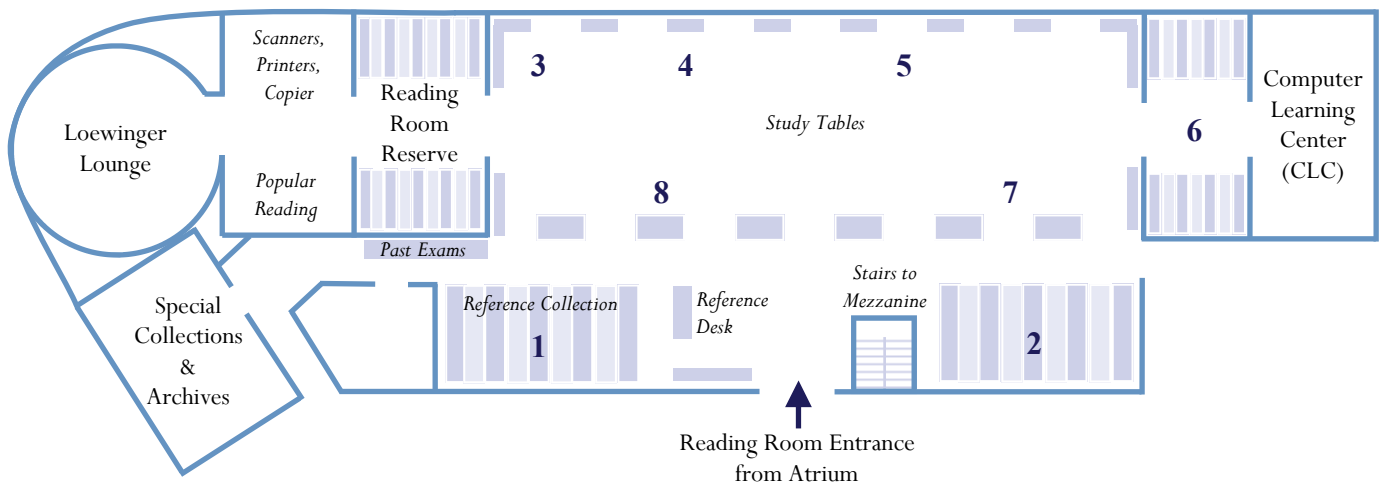 Scanners,
Printers,
Copier
3
4
5
Reading
Room
Reserve
Computer
Learning
Center
(CLC)
Loewinger
Lounge
Study Tables
6
Popular
Reading
8
7
Past Exams
Special
Collections
&
Archives
Reference Collection
1
Reference
Desk
Stairs to
Mezzanine
2
Reading Room Entrance
from Atrium